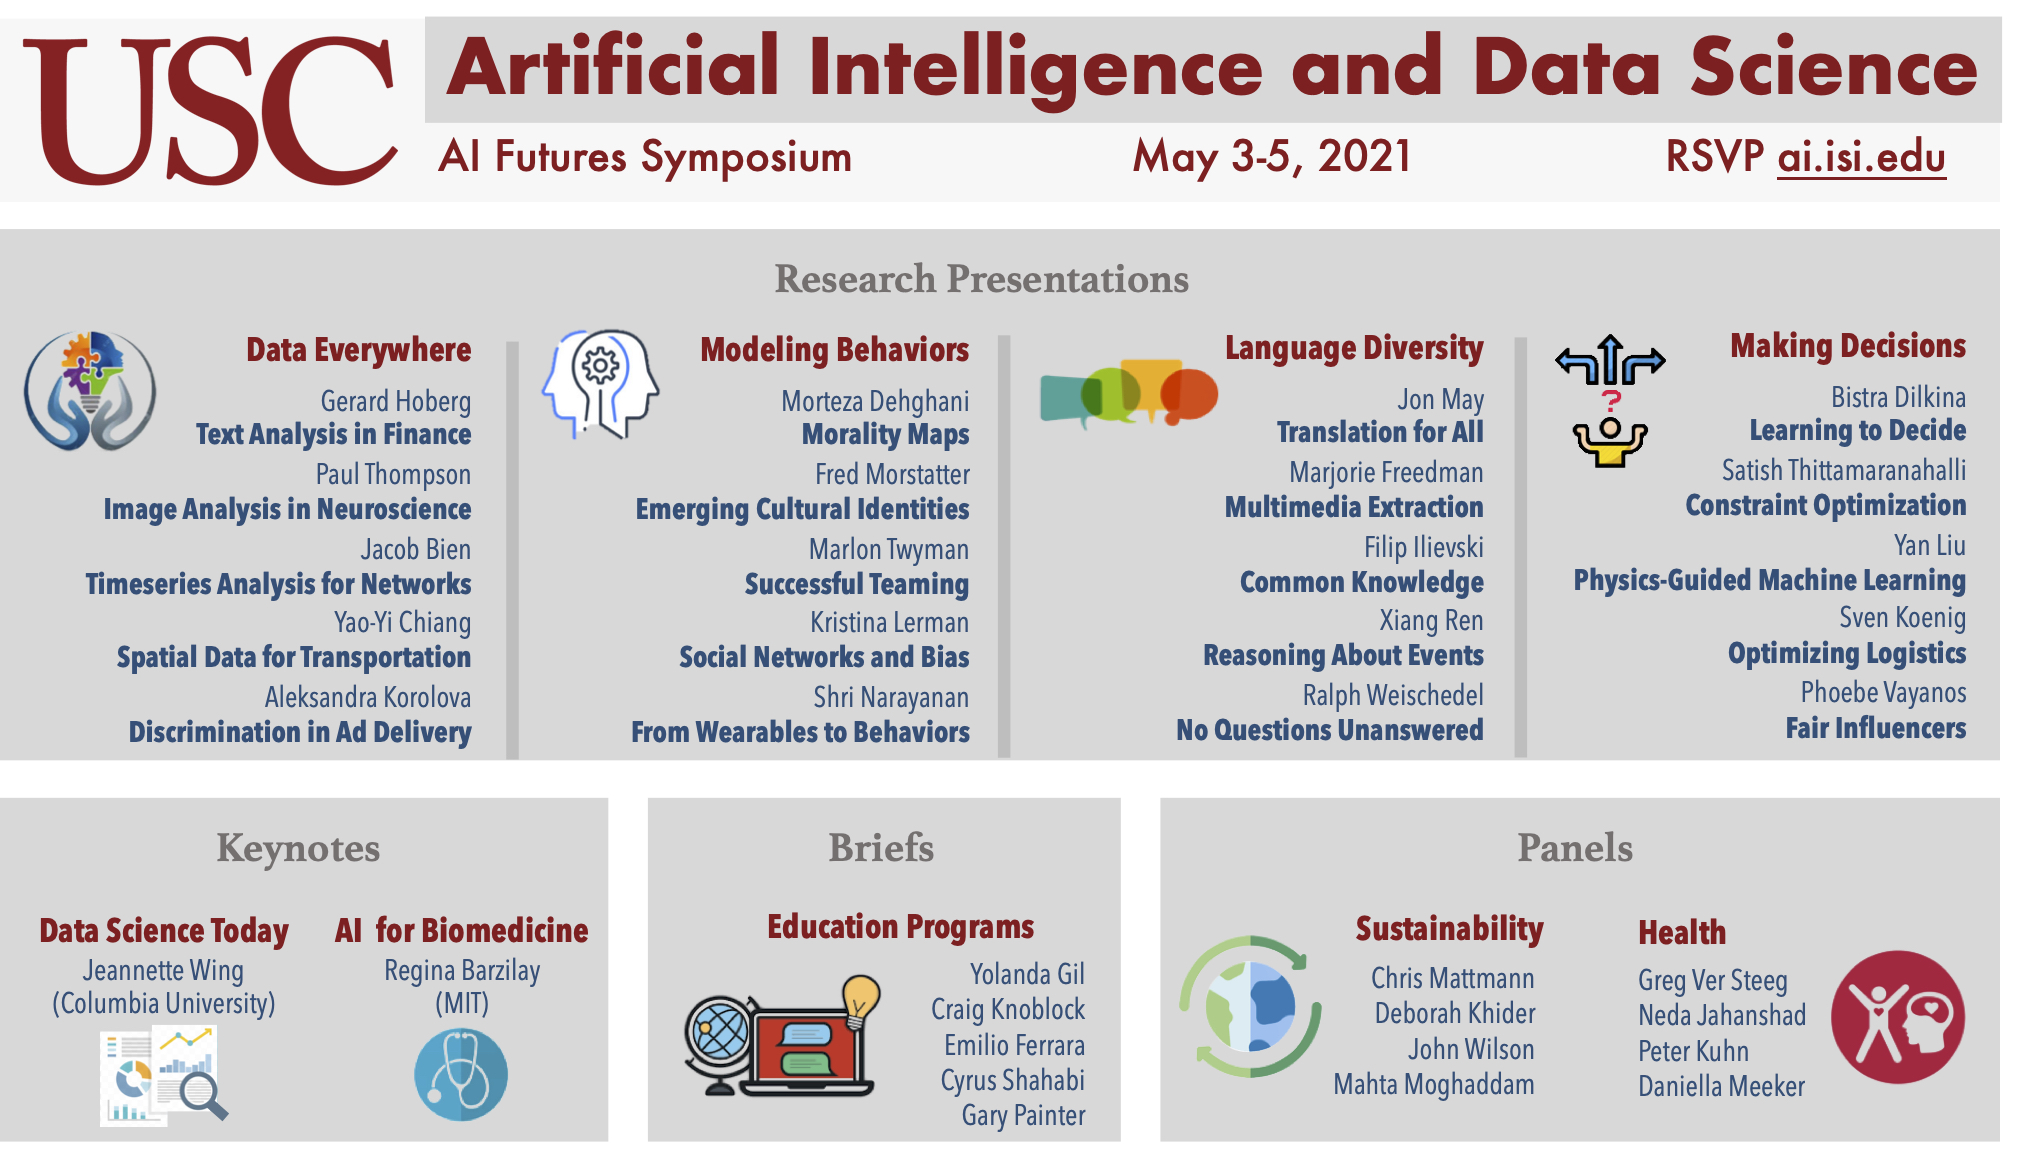 USC
Artificial Intelligence and Data Science
AI Futures Symposium
May 3-5, 2021
RSVP ai.isi.edu
Research Presentations
Data Everywhere
Gerard Hoberg
Text Analysis in Finance
Paul Thompson
Image Analysis in Neuroscience
Jacob Bien
Timeseries Analysis for Networks
Yao-Yi Chiang
Spatial Data for Transportation
Aleksandra Korolova
Discrimination in Ad Delivery
Modeling Behaviors
Morteza Dehghani
Morality Maps
Fred Morstatter
Emerging Cultural Identities
Marlon Twyman
Successful Teaming
Kristina Lerman
Social Networks and Bias
Shri Narayanan
From Wearables to Behaviors
Language Diversity
Jon May
Translation for All
Marjorie Freedman
Multimedia Extraction
Filip Ilievski
Common Knowledge
Xiang Ren
Reasoning About Events
Ralph Weischedel
No Questions Unanswered
?
Making Decisions
Bistra Dilkina
Learning to Decide
Satish Thittamaranahalli
Constraint Optimization
Yan Liu
Physics-Guided Machine Learning
Sven Koenig
Optimizing Logistics
Phoebe Vayanos
Fair Influencers
Keynotes
Data Science Today
Jeannette Wing
(Columbia University)
AI for Biomedicine
Regina Barzilay
(MIT)
Briefs
Education Programs
Yolanda Gil
Craig Knoblock
Emilio Ferrara
Cyrus Shahabi
Gary Painter
Panels
Sustainability
Chris Mattmann
Deborah Khider
John Wilson
Mahta Moghaddam
Health
Greg Ver Steeg
Neda Jahanshad
Peter Kuhn
Daniella Meeker